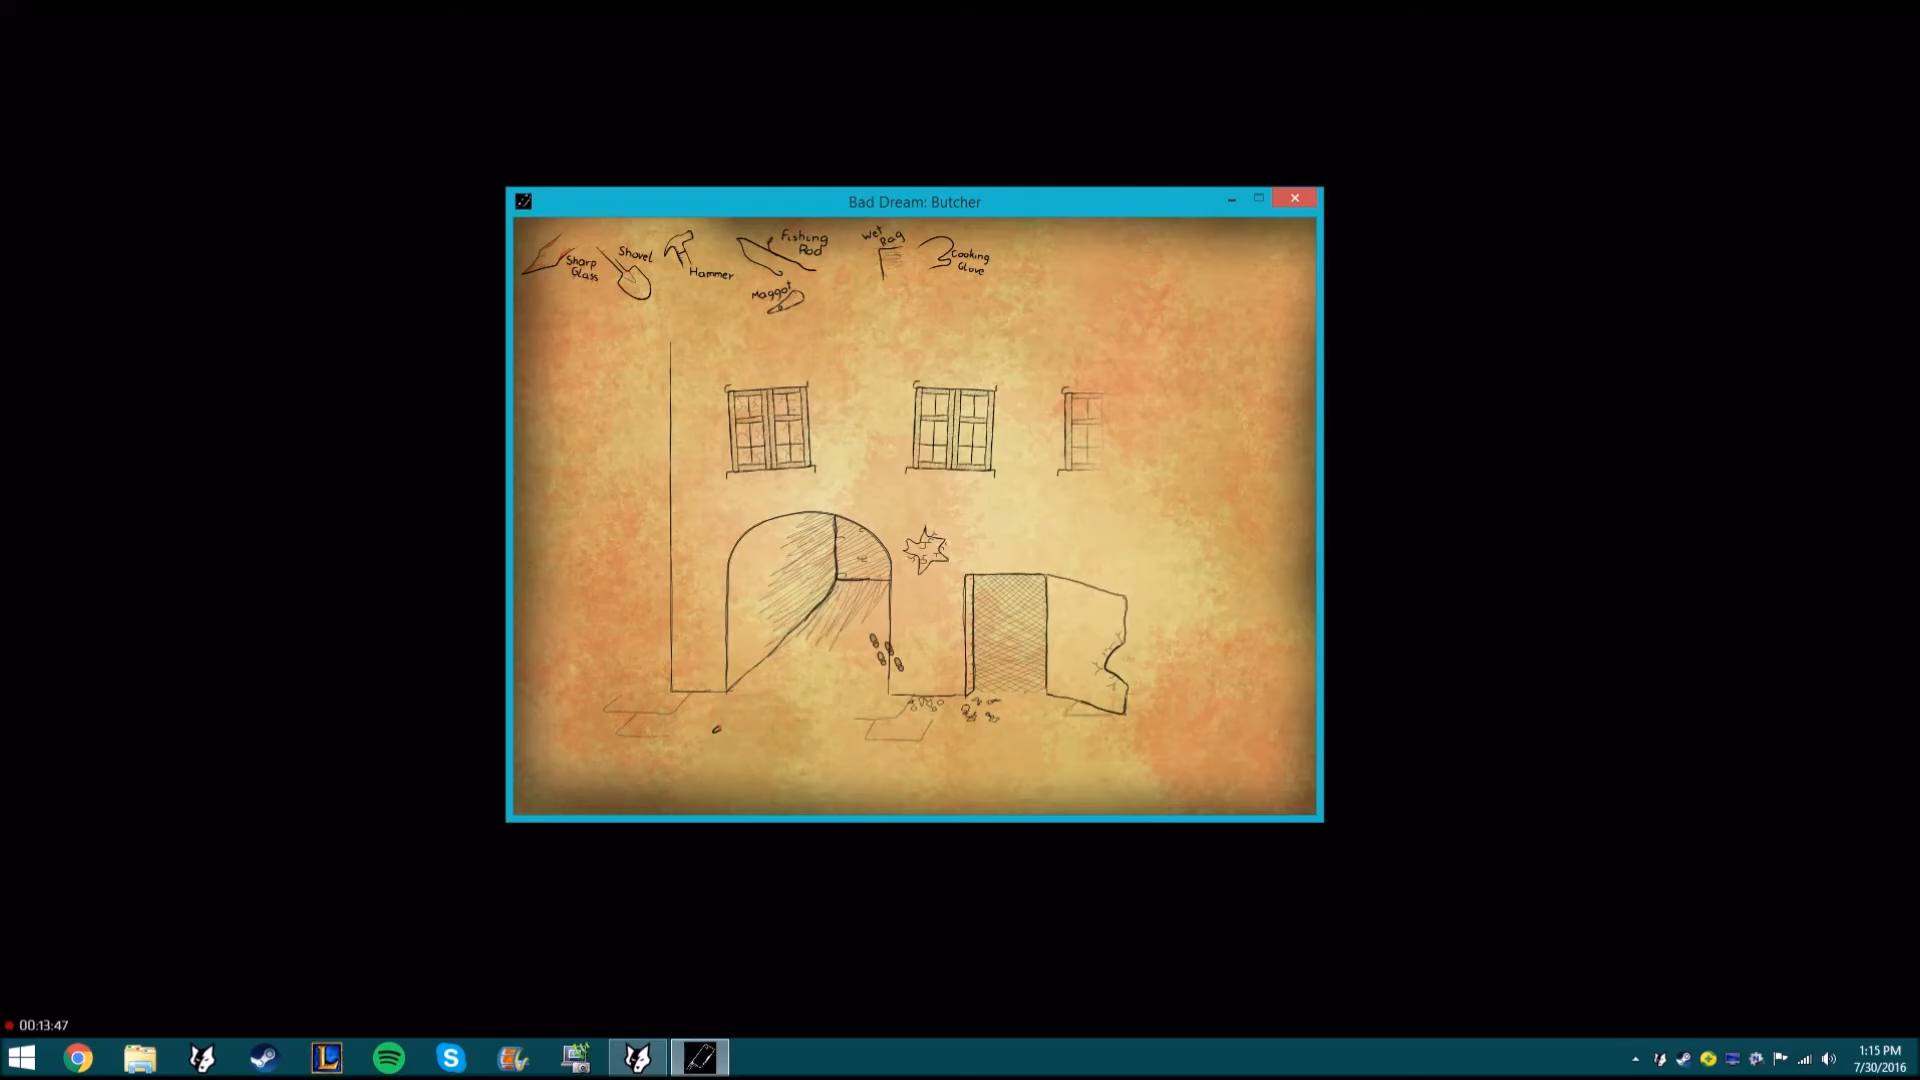 Bad Dream: Butcher
Sharp
Glass
Shovel
Hammer
Fishing
Rod
Maggot
Wet
Rag
Cooking
Glove
00:13:47
1:15 PM
7/30/2016